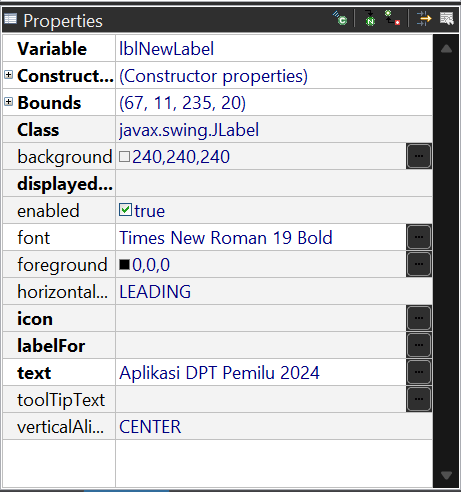 Properties
Variable lblNewLabel
Construct... (Constructor properties)
Bounds (67, 11, 235, 20)
Class javax.swing.JLabel
background 240,240,240
displayed...
enabled true
font Times New Roman 19 Bold
foreground 0,0,0
horizontal... LEADING
icon
labelFor
text Aplikasi DPT Pemilu 2024
toolTipText
verticalAli... CENTER